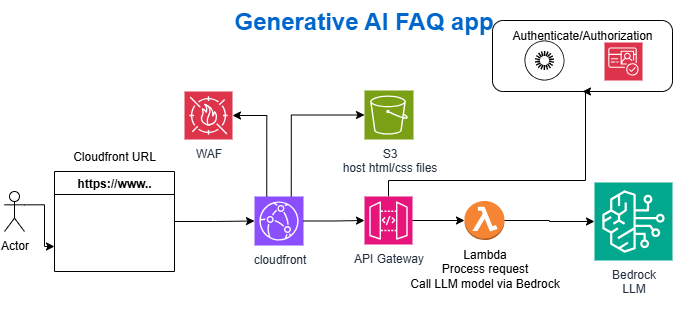 Generative AI FAQ app
Authenticate/Authorization
WAF
S3
host html/css files
Cloudfront URL
https://www..
Actor
cloudfront
API Gateway
Lambda
Process request
Call LLM model via Bedrock
Bedrock
LLM